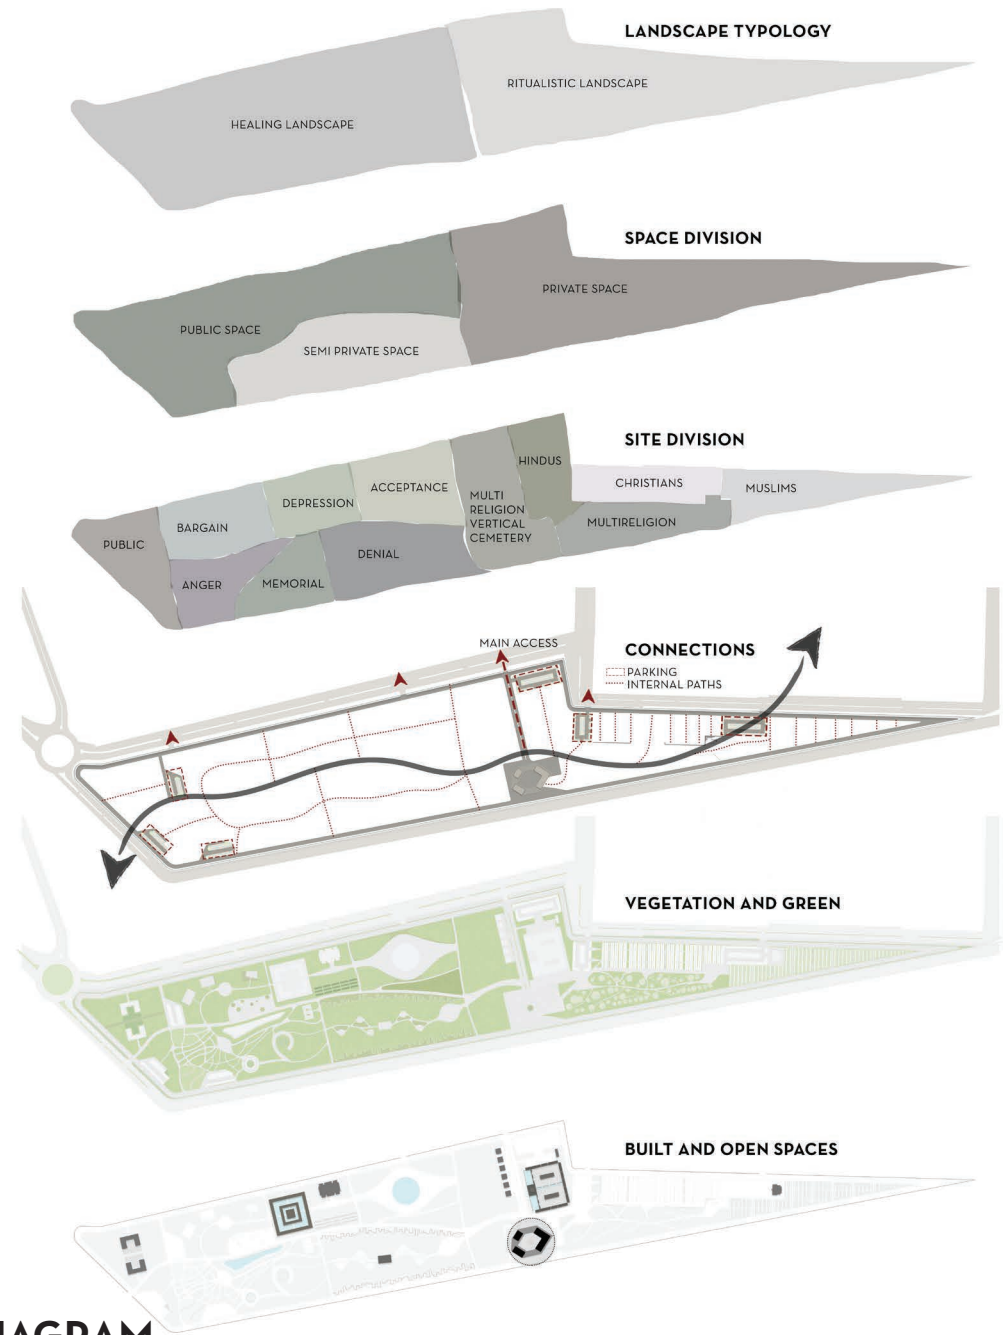 LANDSCAPE TYPOLOGY
RITUALISTIC LANDSCAPE
HEALING LANDSCAPE
SPACE DIVISION
PRIVATE SPACE
PUBLIC SPACE
SEMI PRIVATE SPACE
SITE DIVISION
HINDUS
CHRISTIANS
MUSLIMS
ACCEPTANCE
DEPRESSION
MULTI
RELIGION
VERTICAL
CEMETERY
MULTIRELIGION
BARGAIN
PUBLIC
DENIAL
ANGER
MEMORIAL
MAIN ACCESS
CONNECTIONS
PARKING
INTERNAL PATHS
VEGETATION AND GREEN
BUILT AND OPEN SPACES